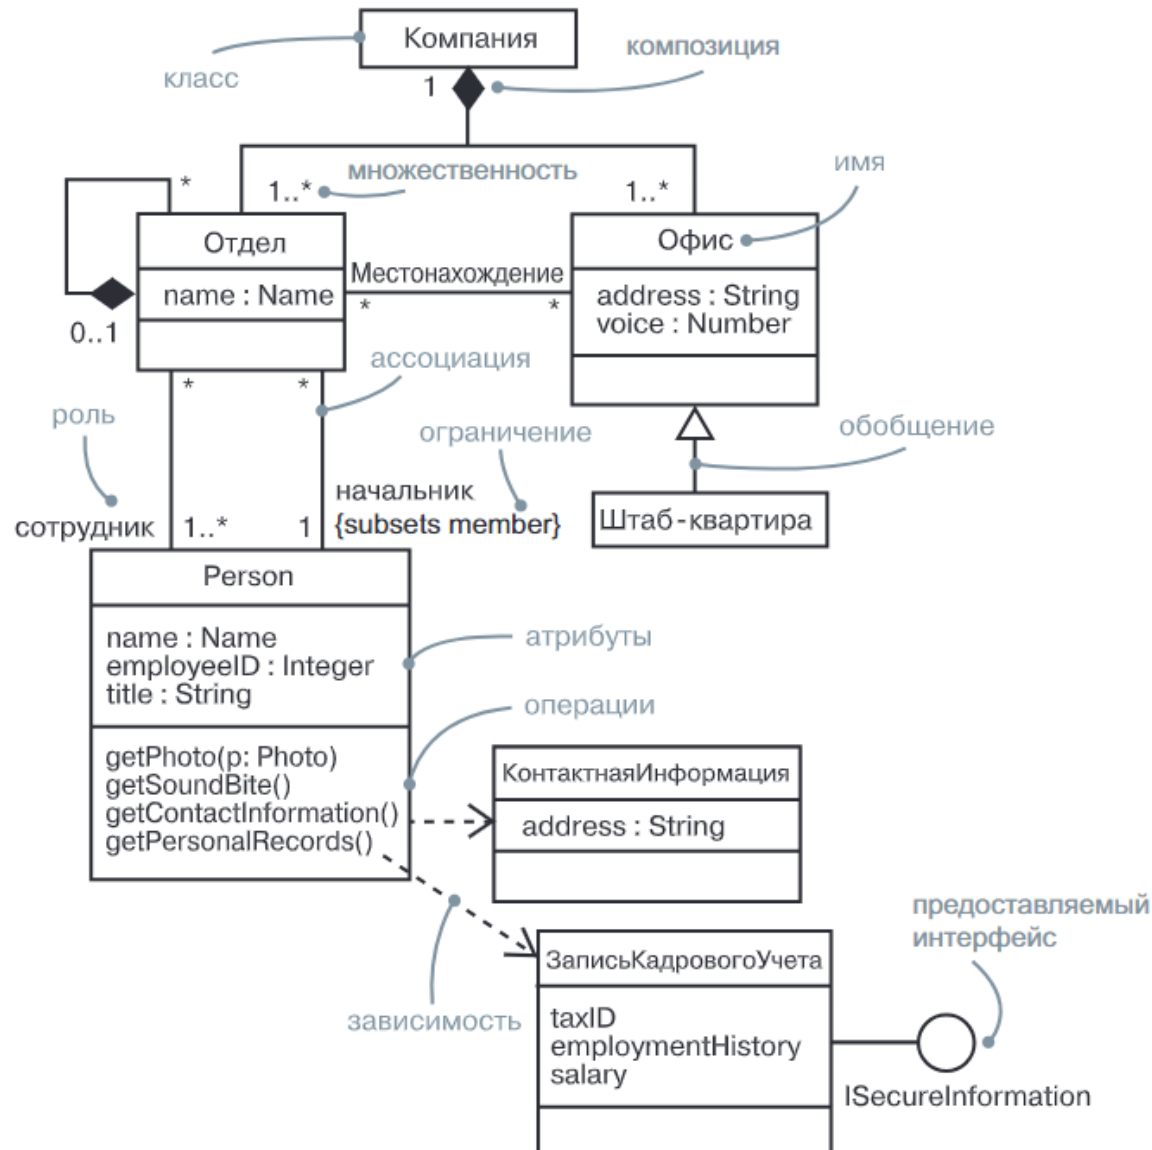 Компания
композиция
класс
1
множественность
имя
*
1..*
1..*
Отдел
Офис
Местонахождение
name : Name
address : String
voice : Number
*
*
0..1
ассоциация
*
*
роль
ограничение
обобщение
начальник
{subsets member}
сотрудник
1..*
1
Штаб-квартира
Person
name : Name
employeeID : Integer
title : String
атрибуты
операции
getPhoto(p: Photo)
getSoundBite()
getContactInformation()
getPersonalRecords()
КонтактнаяИнформация
address : String
предоставляемый
интерфейс
ЗаписьКадровогоУчета
зависимость
taxID
employmentHistory
salary
ISecureInformation